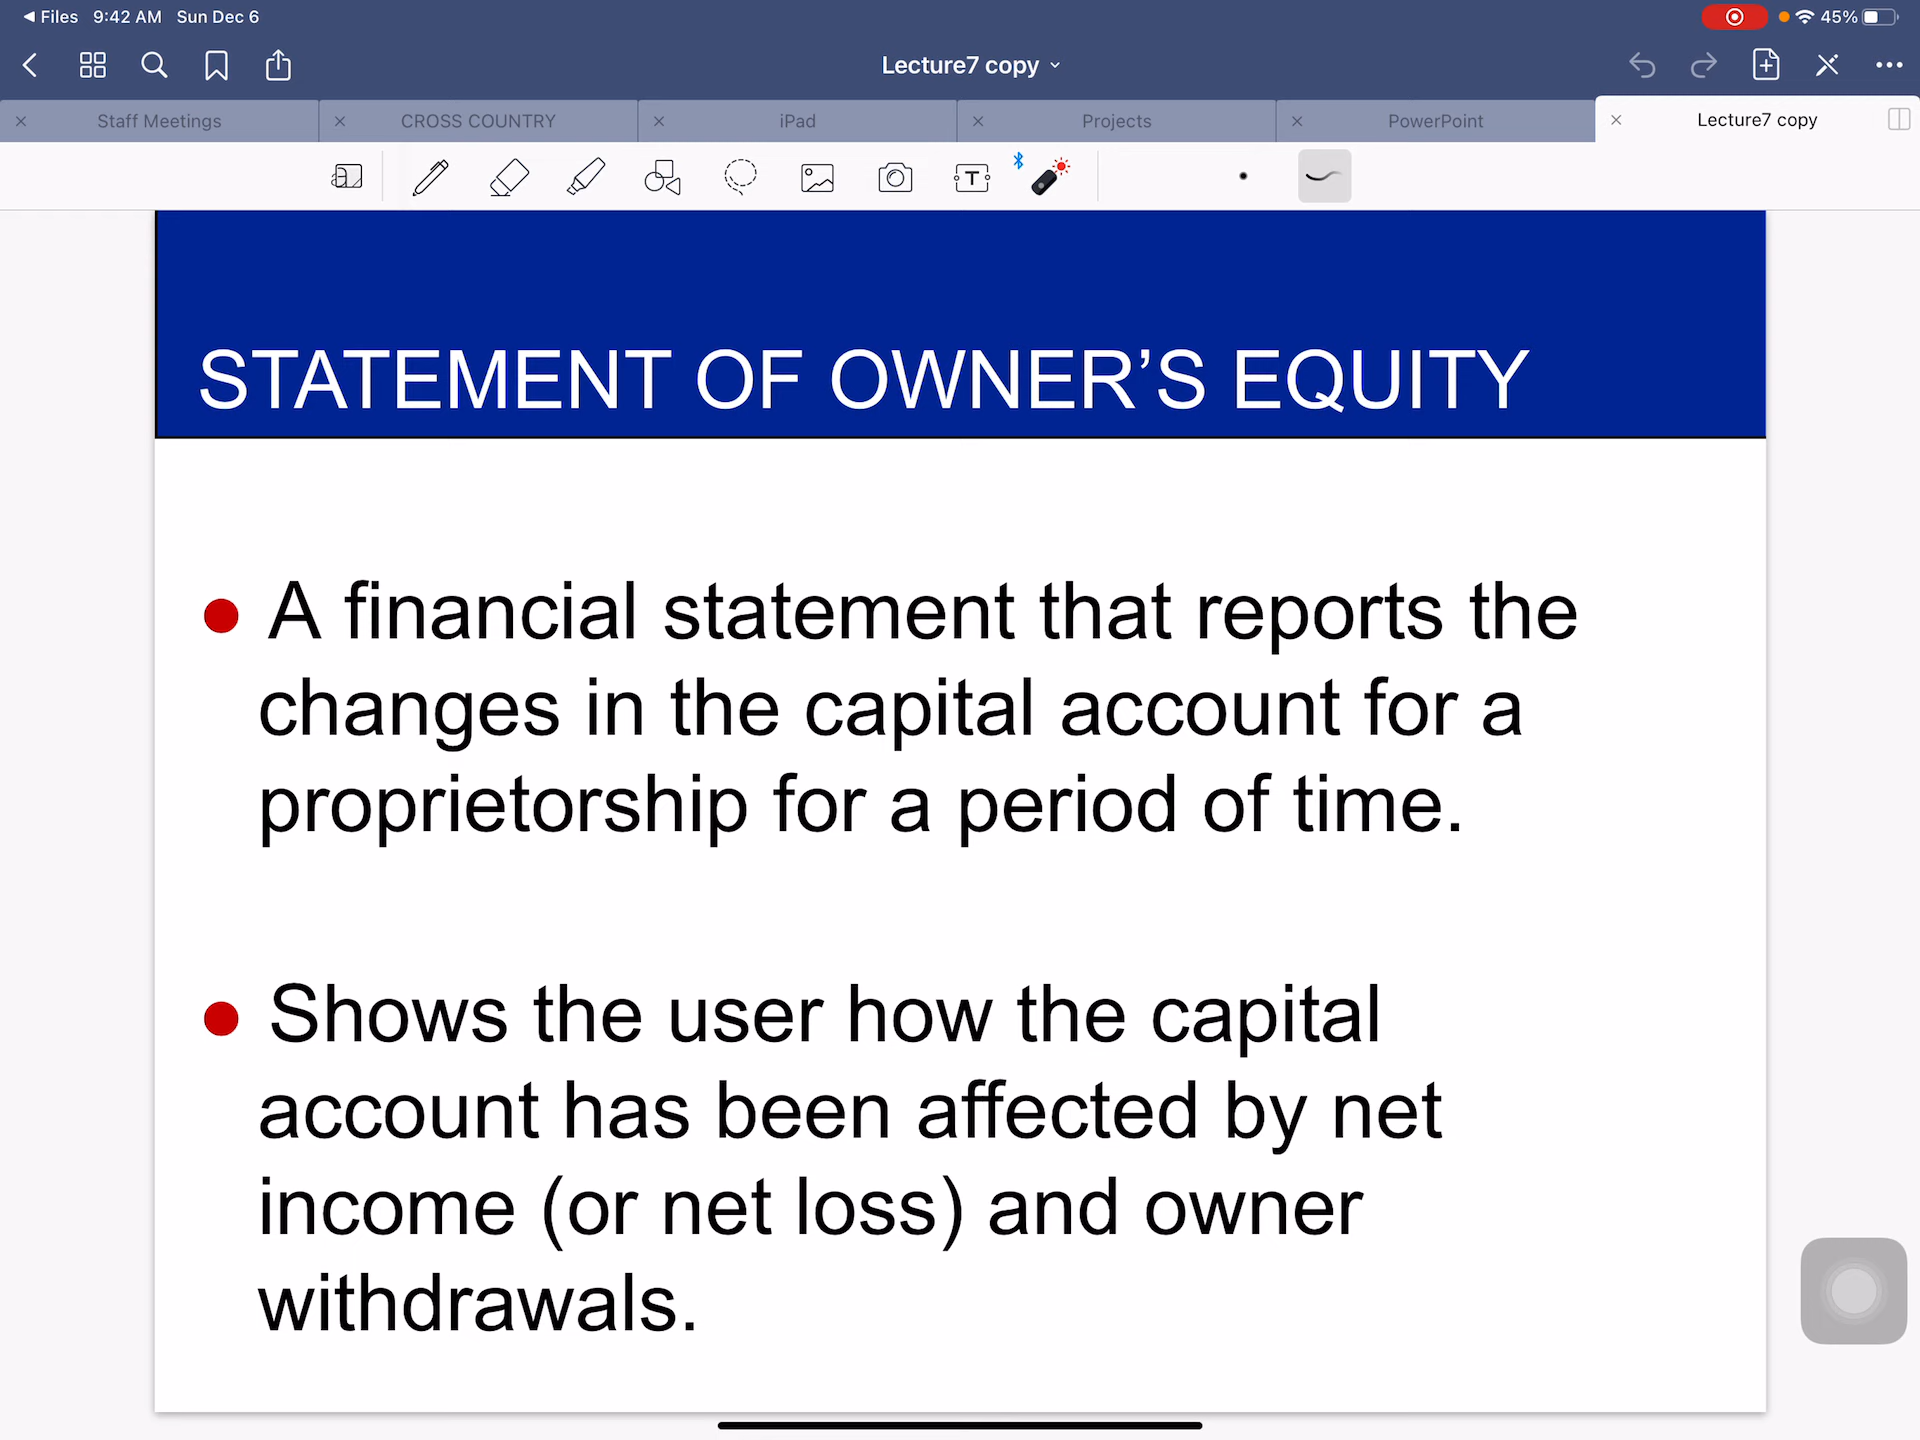 ◀ Files 9:42 AM Sun Dec 6 45%
Lecture7 copy
Staff Meetings CROSS COUNTRY iPad Projects PowerPoint Lecture7 copy
STATEMENT OF OWNER’S EQUITY
● A financial statement that reports the
changes in the capital account for a
proprietorship for a period of time.
● Shows the user how the capital
account has been affected by net
income (or net loss) and owner
withdrawals.